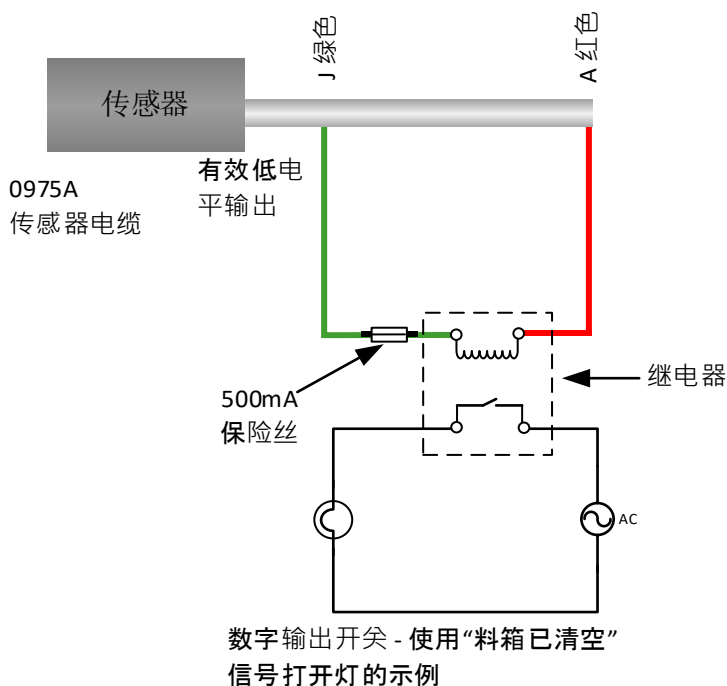 J 绿色
A 红色
传感器
有效低电
平输出
0975A
传感器电缆
500mA
保险丝
继电器
AC
数字输出开关 - 使用“料箱已清空”
信号打开灯的示例